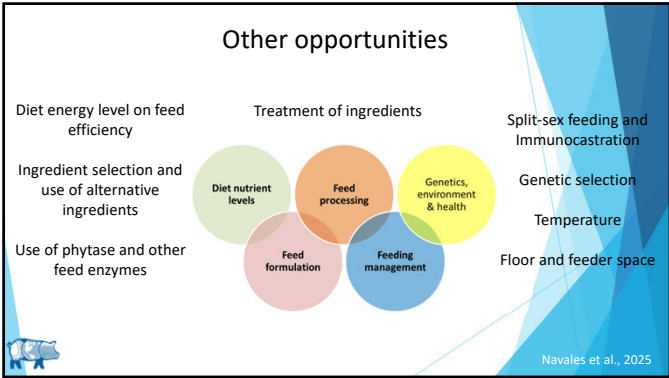 Other opportunities
Diet energy level on feed
efficiency
Ingredient selection and
use of alternative
ingredients
Use of phytase and other
feed enzymes
Treatment of ingredients
Diet nutrient
levels
Feed
processing
Genetics,
environment
& health
Feed
formulation
Feeding
management
Split-sex feeding and
Immunocastration
Genetic selection
Temperature
Floor and feeder space
Navales et al., 2025